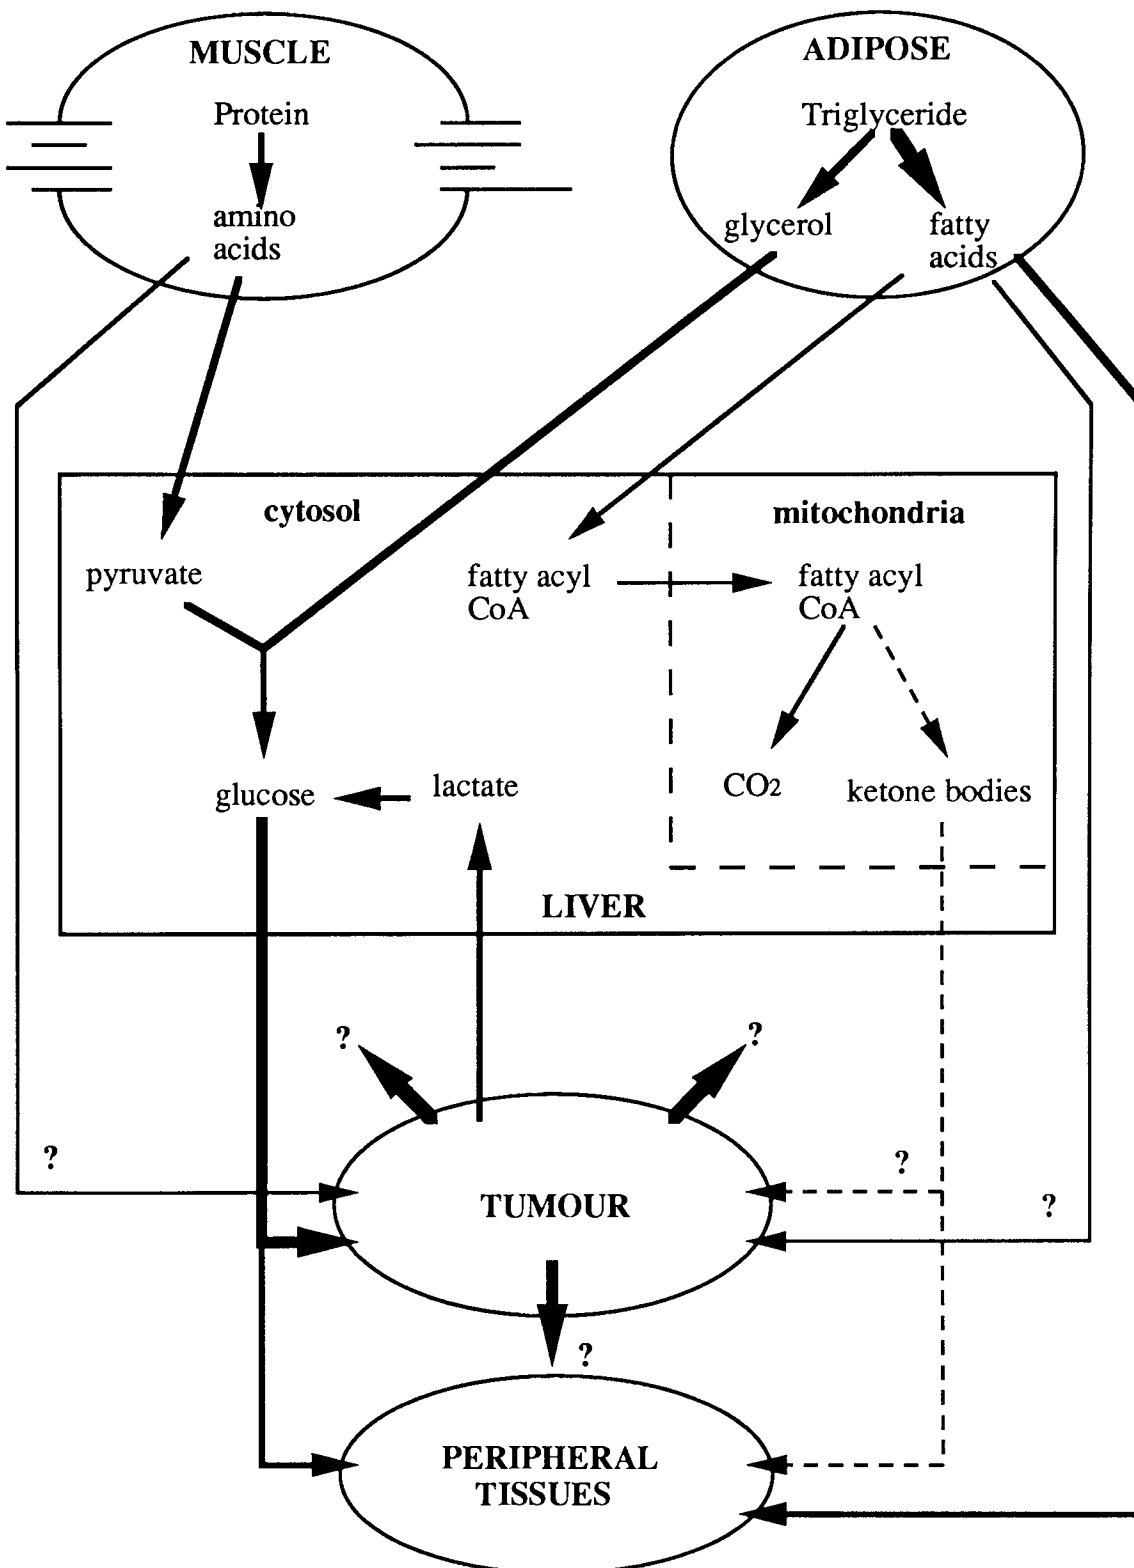 MUSCLE
ADIPOSE
Protein
Triglyceride
amino
acids
glycerol
fatty
acids
cytosol
mitochondria
pyruvate
fatty acyl
CoA
fatty acyl
CoA
glucose
lactate
CO2
ketone bodies
LIVER
?
?
?
?
?
TUMOUR
?
PERIPHERAL
TISSUES